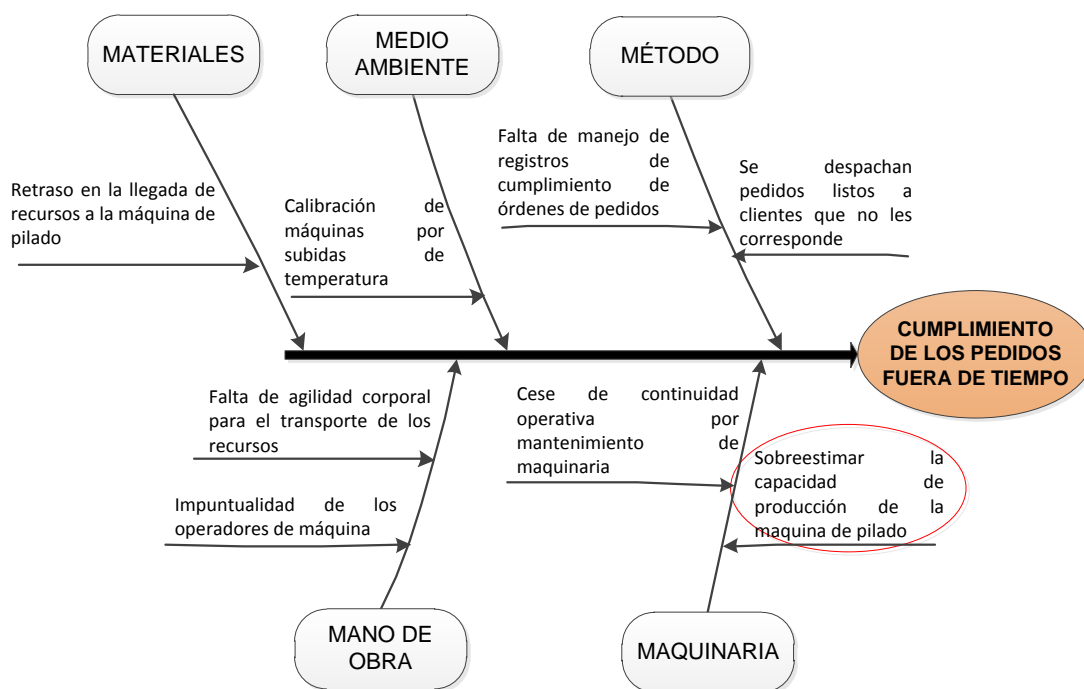 MATERIALES
MEDIO
AMBIENTE
MÉTODO
Retraso en la llegada de
recursos a la máquina de
pilado
Calibración de
máquinas por
subidas de
temperatura
Falta de manejo de
registros de
cumplimiento de
órdenes de pedidos
Se despachan
pedidos listos a
clientes que no les
corresponde
CUMPLIMIENTO
DE LOS PEDIDOS
FUERA DE TIEMPO
Falta de agilidad corporal
para el transporte de los
recursos
Impuntualidad de los
operadores de máquina
Cese de continuidad
operativa por
mantenimiento de
maquinaria
Sobreestimar la
capacidad de
producción de la
maquina de pilado
MANO DE
OBRA
MAQUINARIA